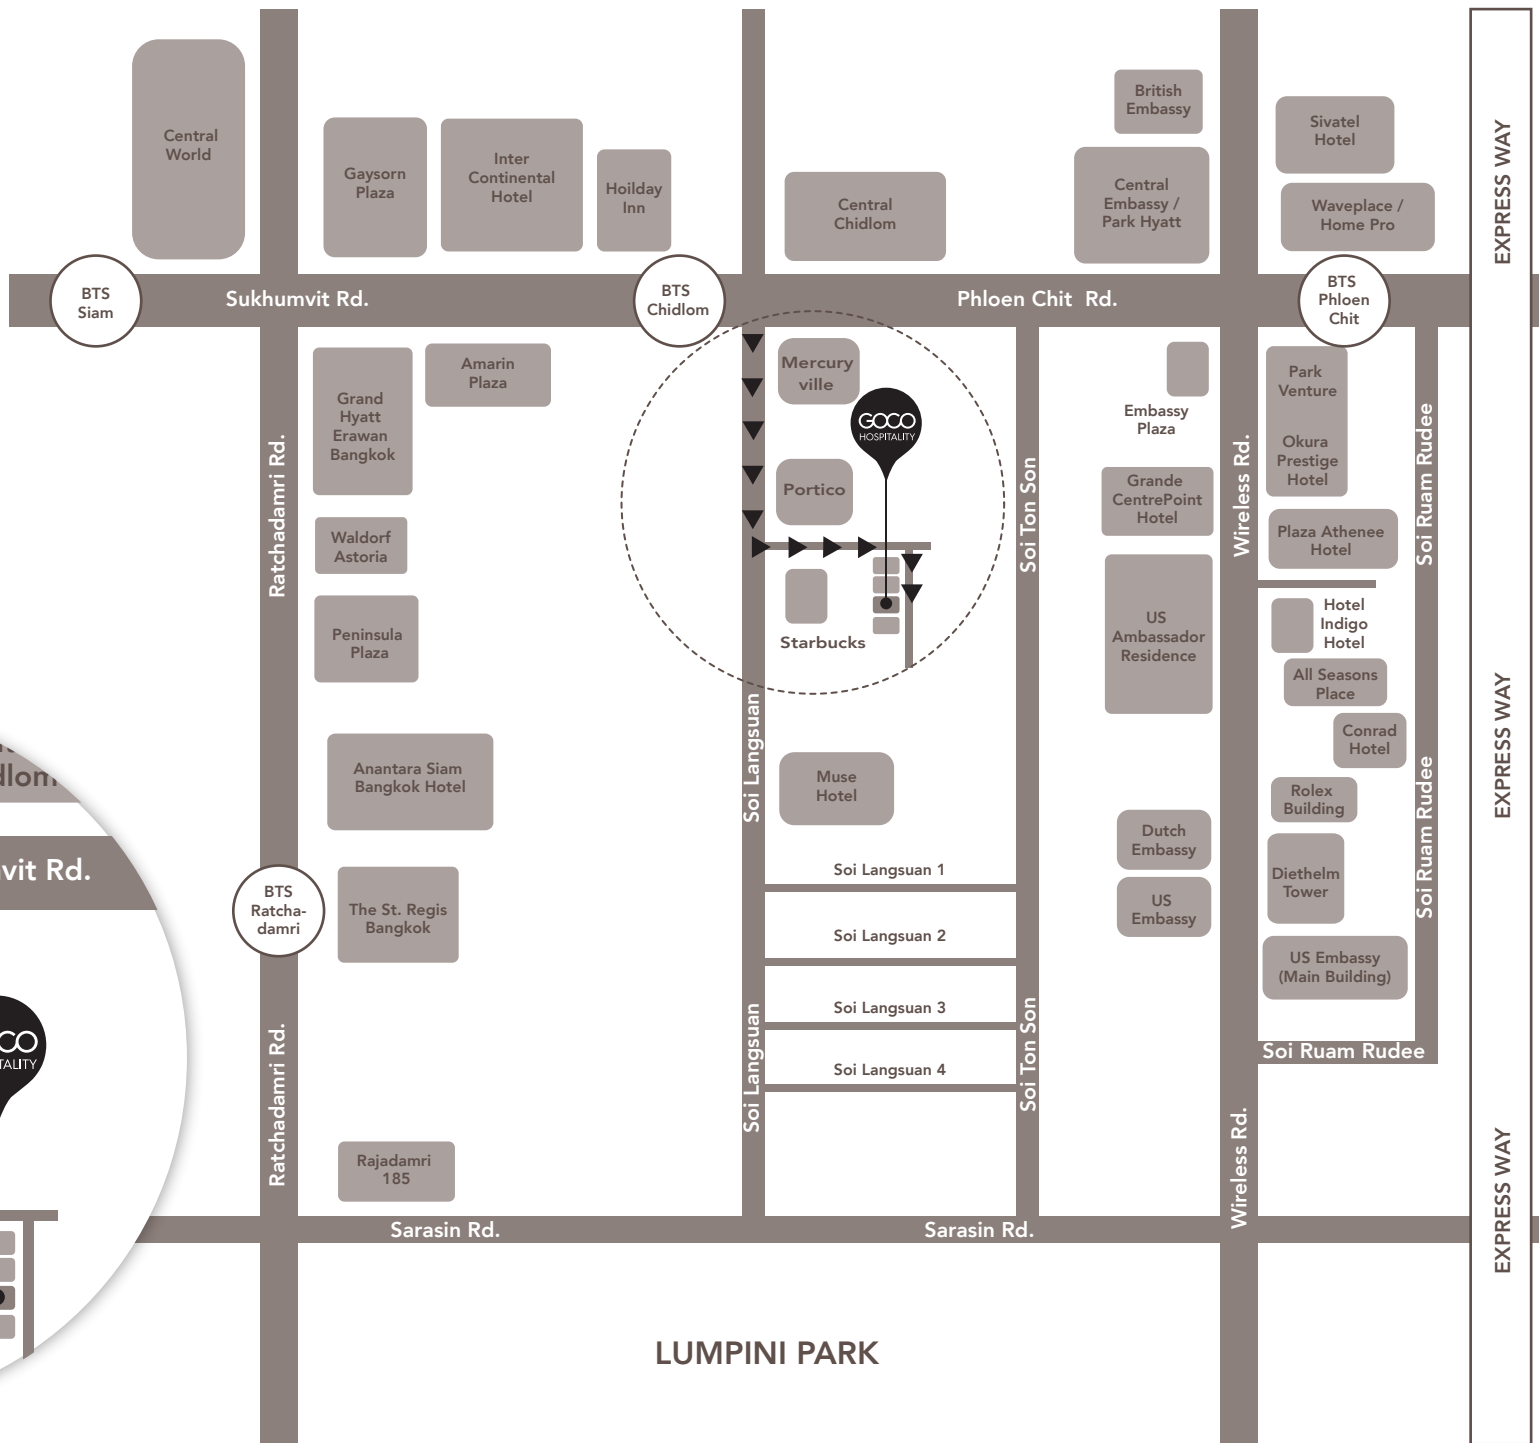 Central
World
Gaysorn
Plaza
Inter
Continental
Hotel
Hoilday
Inn
Central
Chidlom
British
Embassy
Central
Embassy /
Park Hyatt
Sivatel
Hotel
Waveplace /
Home Pro
EXPRESS WAY
BTS
Siam
Sukhumvit Rd.
BTS
Chidlom
Phloen Chit  Rd.
BTS
Phloen
Chit
Grand
Hyatt
Erawan
Bangkok
Amarin
Plaza
Mercury
ville
GOCO
HOSPITALITY
Portico
Starbucks
Embassy
Plaza
Park
Venture
Okura
Prestige
Hotel
Ratchadamri Rd.
Soi Ton Son
Wireless Rd.
Soi Ruam Rudee
Waldorf
Astoria
Grande
CentrePoint
Hotel
Plaza Athenee
Hotel
Peninsula
Plaza
US
Ambassador
Residence
Hotel
Indigo
Hotel
All Seasons
Place
Conrad
Hotel
Soi Langsuan
EXPRESS WAY
Anantara Siam
Bangkok Hotel
Muse
Hotel
Rolex
Building
Dutch
Embassy
Soi Ruam Rudee
dlom
vit Rd.
BTS
Ratcha-
damri
The St. Regis
Bangkok
Soi Langsuan 1
Soi Langsuan 2
Soi Langsuan 3
Soi Langsuan 4
US
Embassy
Diethelm
Tower
US Embassy
(Main Building)
CO
TALITY
Ratchadamri Rd.
Soi Langsuan
Soi Ton Son
Soi Ruam Rudee
Wireless Rd.
Rajadamri
185
EXPRESS WAY
Sarasin Rd.
Sarasin Rd.
LUMPINI PARK